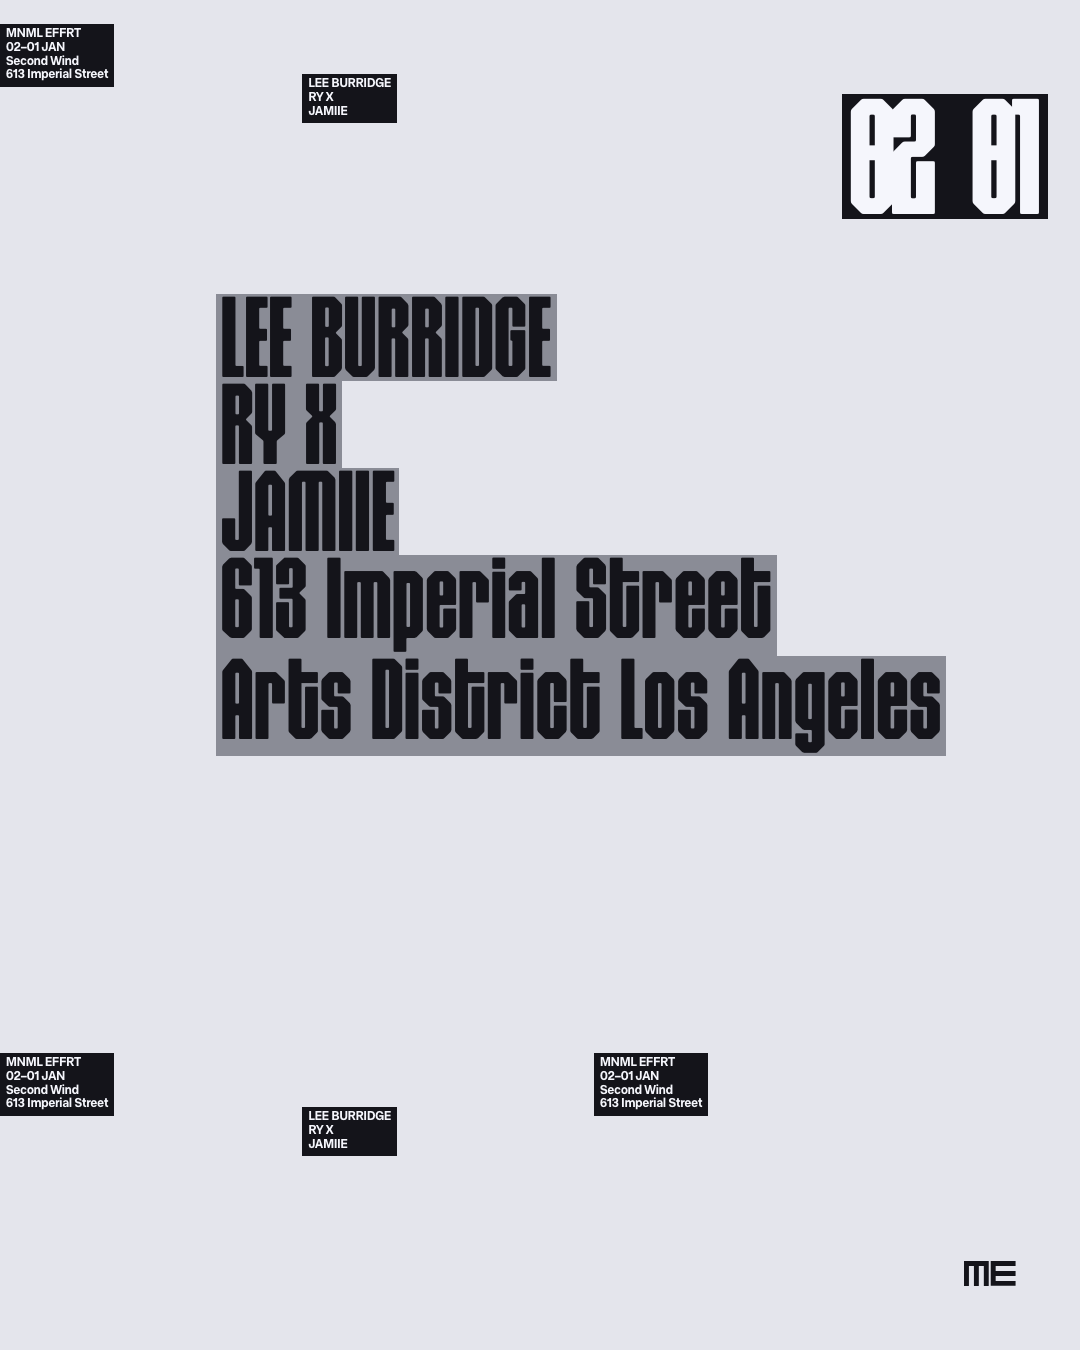 MNML EFFRT
02–01 JAN
Second Wind
613 Imperial Street
LEE BURRIDGE
RY X
JAMIIE
02 01
LEE BURRIDGE
RY X
JAMIIE
613 Imperial Street
Arts District Los Angeles
MNML EFFRT
02–01 JAN
Second Wind
613 Imperial Street
MNML EFFRT
02–01 JAN
Second Wind
613 Imperial Street
LEE BURRIDGE
RY X
JAMIIE
ME